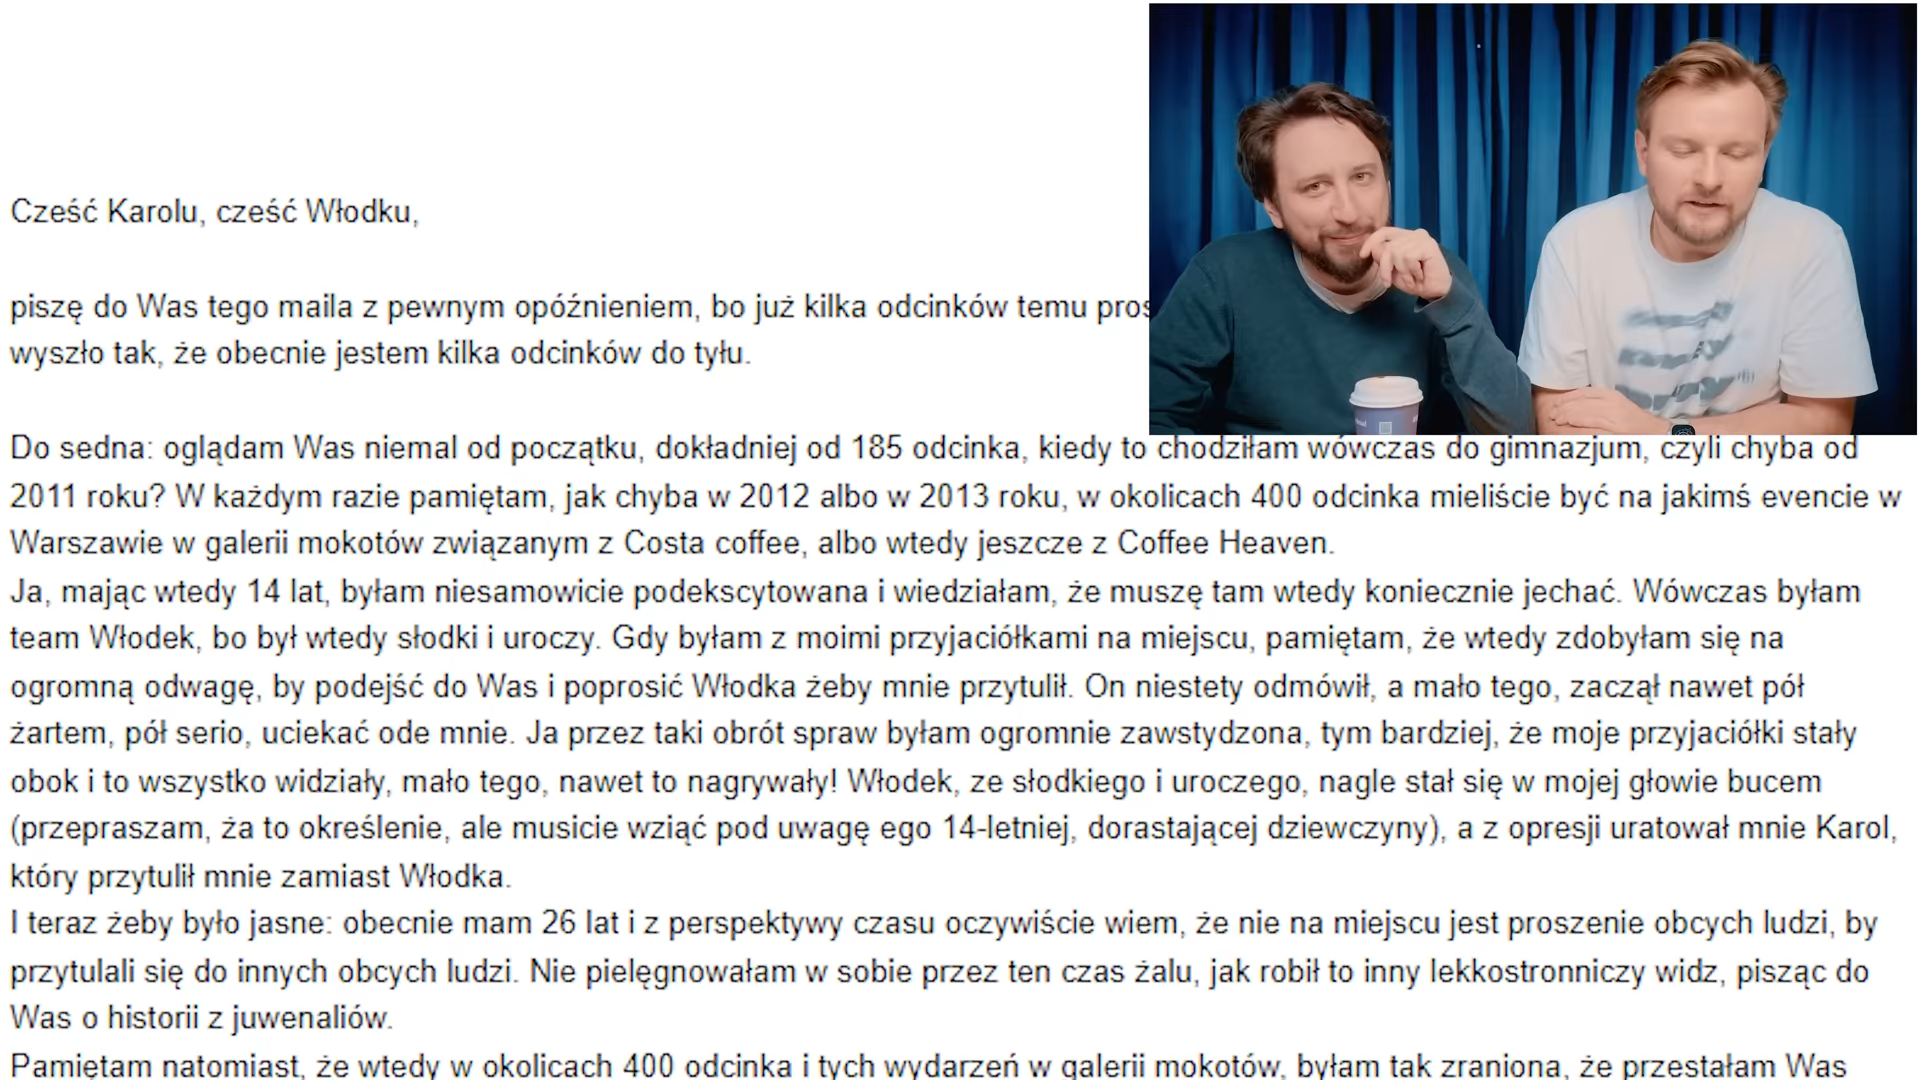 Cześć Karolu, cześć Włodku,
piszę do Was tego maila z pewnym opóźnieniem, bo już kilka odcinków temu
wyszło tak, że obecnie jestem kilka odcinków do tyłu.
Do sedna: oglądam Was niemal od początku, dokładniej od 185 odcinka, kiedy to chodziłam wówczas do gimnazjum, czyli chyba od
2011 roku? W każdym razie pamiętam, jak chyba w 2012 albo w 2013 roku, w okolicach 400 odcinka mieliście być na jakimś evencie w
Warszawie w galerii mokotów związanym z Costa coffee, albo wtedy jeszcze z Coffee Heaven.
Ja, mając wtedy 14 lat, byłam niesamowicie podekscytowana i wiedziałam, że muszę tam wtedy koniecznie jechać. Wówczas byłam
team Włodek, bo był wtedy słodki i uroczy. Gdy byłam z moimi przyjaciółkami na miejscu, pamiętam, że wtedy zdobyłam się na
ogromną odwagę, by podejść do Was i poprosić Włodka żeby mnie przytulił. On niestety odmówił, a mało tego, zaczął nawet pół
żartem, pół serio, uciekać ode mnie. Ja przez taki obrót spraw byłam ogromnie zawstydzona, tym bardziej, że moje przyjaciółki stały
obok i to wszystko widziały, mało tego, nawet to nagrywały! Włodek, ze słodkiego i uroczego, nagle stał się w mojej głowie bucem
(przepraszam, ża to określenie, ale musicie wziąć pod uwagę ego 14-letniej, dorastającej dziewczyny), a z opresji uratował mnie Karol,
który przytulił mnie zamiast Włodka.
I teraz żeby było jasne: obecnie mam 26 lat i z perspektywy czasu oczywiście wiem, że nie na miejscu jest proszenie obcych ludzi, by
przytulali się do innych obcych ludzi. Nie pielęgnowałam w sobie przez ten czas żalu, jak robił to inny lekkostronniczy widz, pisząc do
Was o historii z juwenaliów.
Pamiętam natomiast, że wtedy w okolicach 400 odcinka i tych wydarzeń w galerii mokotów, byłam tak zraniona, że przestałam Was